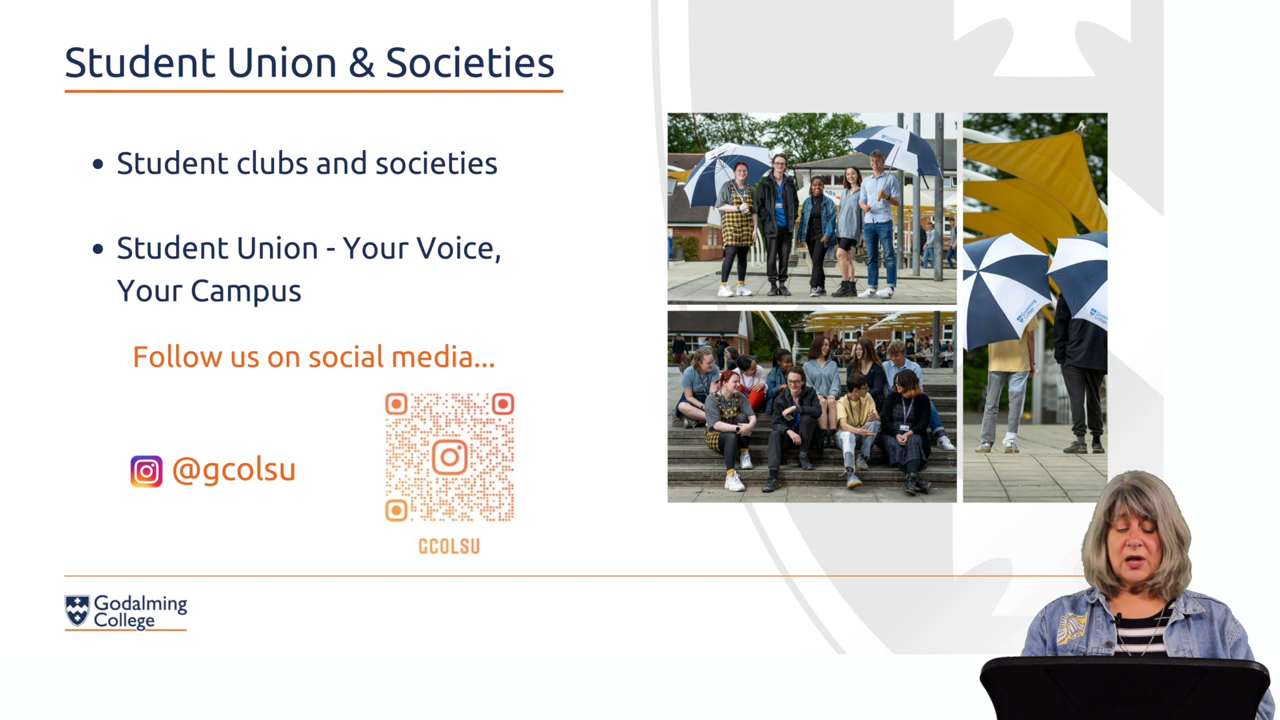 Student Union & Societies
• Student clubs and societies
• Student Union - Your Voice,
Your Campus
Follow us on social media...
@gcolsu
GCOLSU
Godalming
College